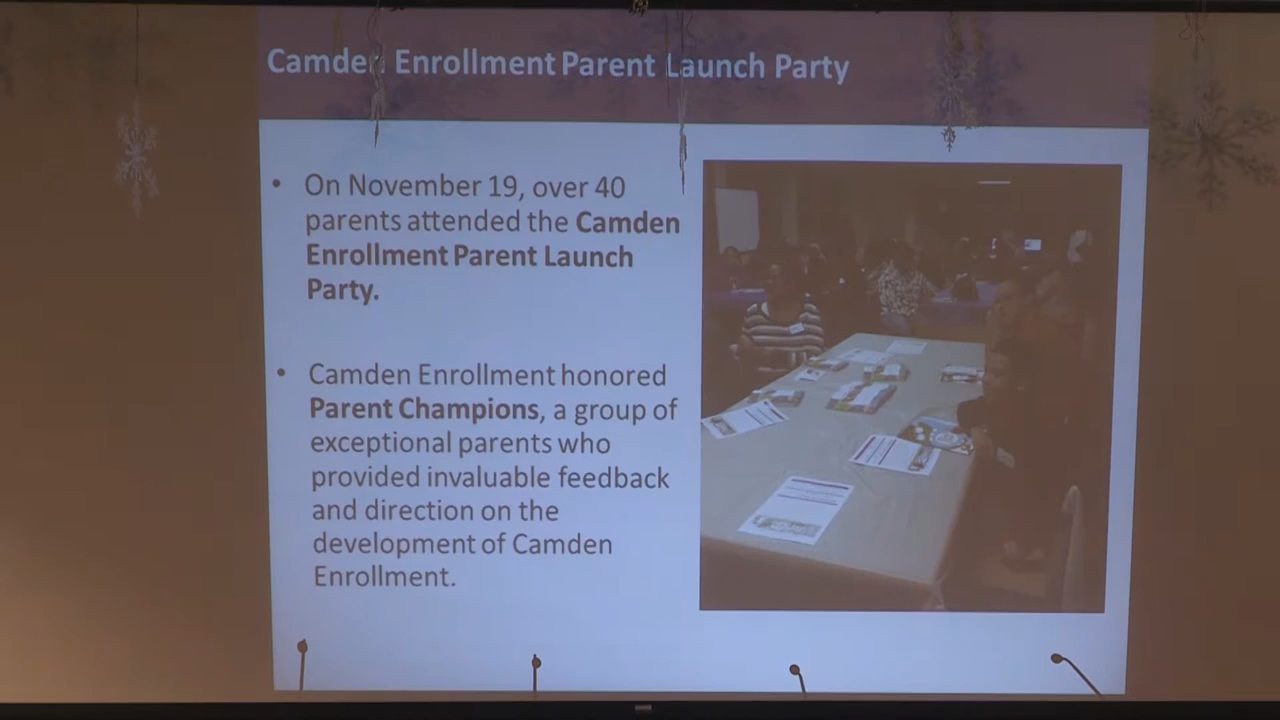 Camden Enrollment Parent Launch Party
• On November 19, over 40
parents attended the Camden
Enrollment Parent Launch
Party.
• Camden Enrollment honored
Parent Champions, a group of
exceptional parents who
provided invaluable feedback
and direction on the
development of Camden
Enrollment.